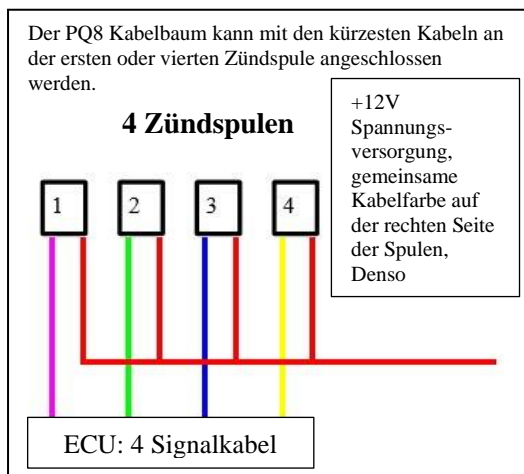 Der PQ8 Kabelbaum kann mit den kürzesten Kabeln an
der ersten oder vierten Zündspule angeschlossen
werden.
4 Zündspulen
+12V
Spannungs-
versorgung,
gemeinsame
Kabelfarbe auf
der rechten Seite
der Spulen,
Denso
1 2 3 4
ECU: 4 Signalkabel